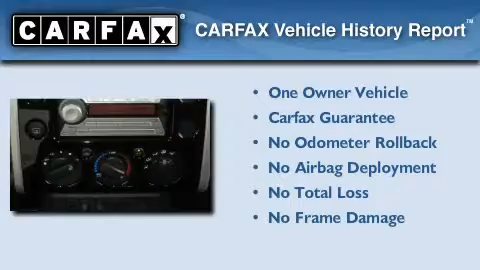 CARFAX® CARFAX Vehicle History Report™
• One Owner Vehicle
• Carfax Guarantee
• No Odometer Rollback
• No Airbag Deployment
• No Total Loss
• No Frame Damage